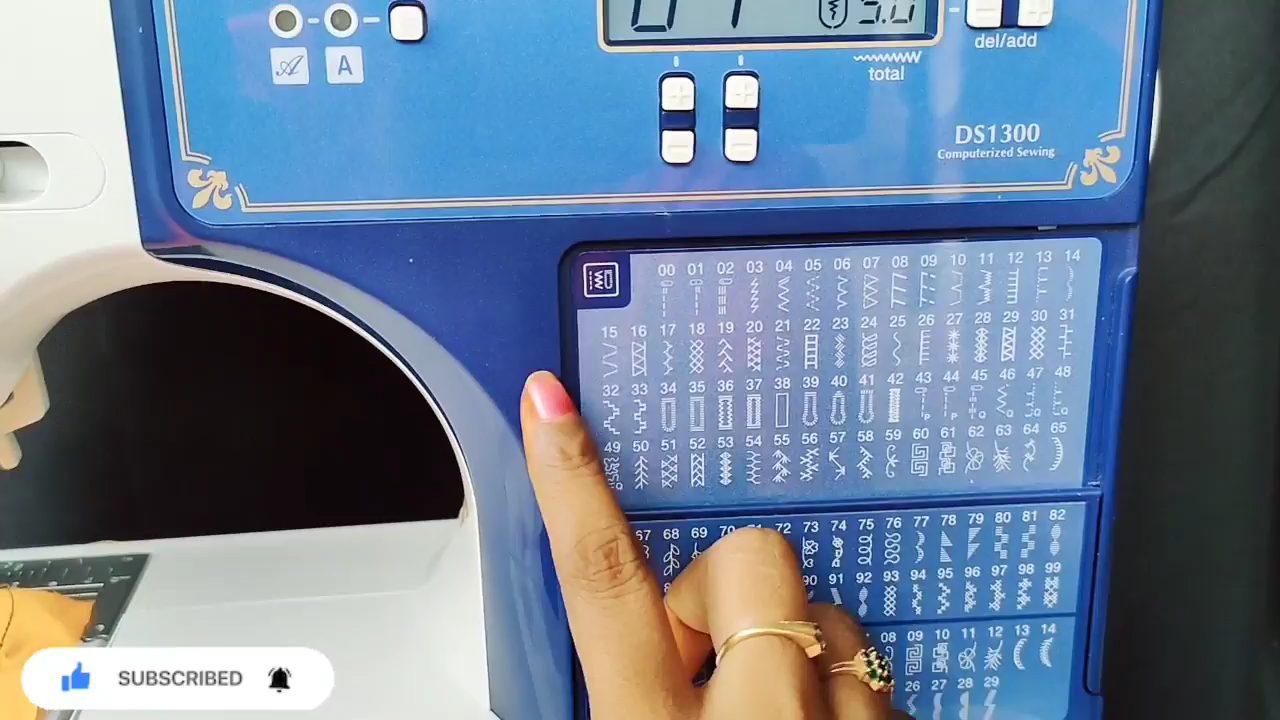 07 5.0
del/add
A A
total
DS1300
Computerized Sewing
00 01 02 03 04 05 06 07 08 09 10 11 12 13 14
15 16 17 18 19 20 21 22 23 24 25 26 27 28 29 30 31
32 33 34 35 36 37 38 39 40 41 42 43 44 45 46 47 48
49 50 51 52 53 54 55 56 57 58 59 60 61 62 63 64 65
67 68 69 70 71 72 73 74 75 76 77 78 79 80 81 82
90 91 92 93 94 95 96 97 98 99
08 09 10 11 12 13 14
26 27 28 29
SUBSCRIBED